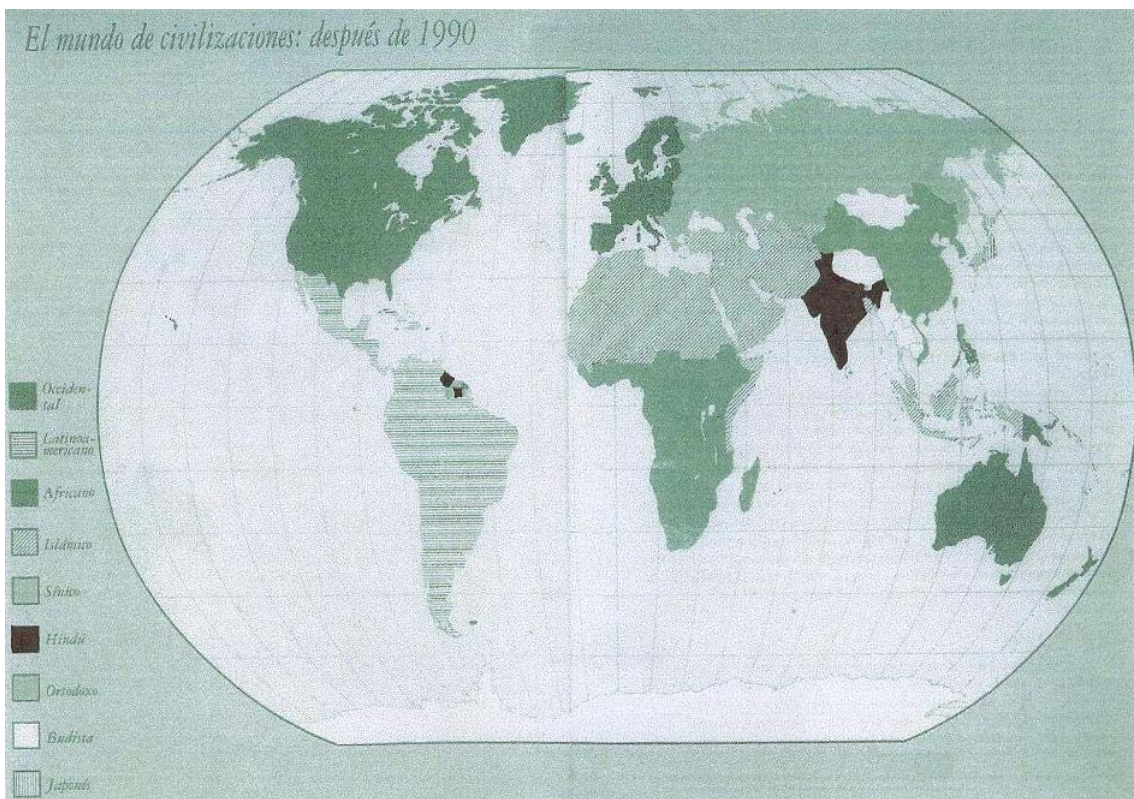 El mundo de civilizaciones: después de 1990
Occiden-
tal
Latinoa-
mericano
Africano
Islámico
Sínico
Hindú
Ortodoxo
Budista
Japonés